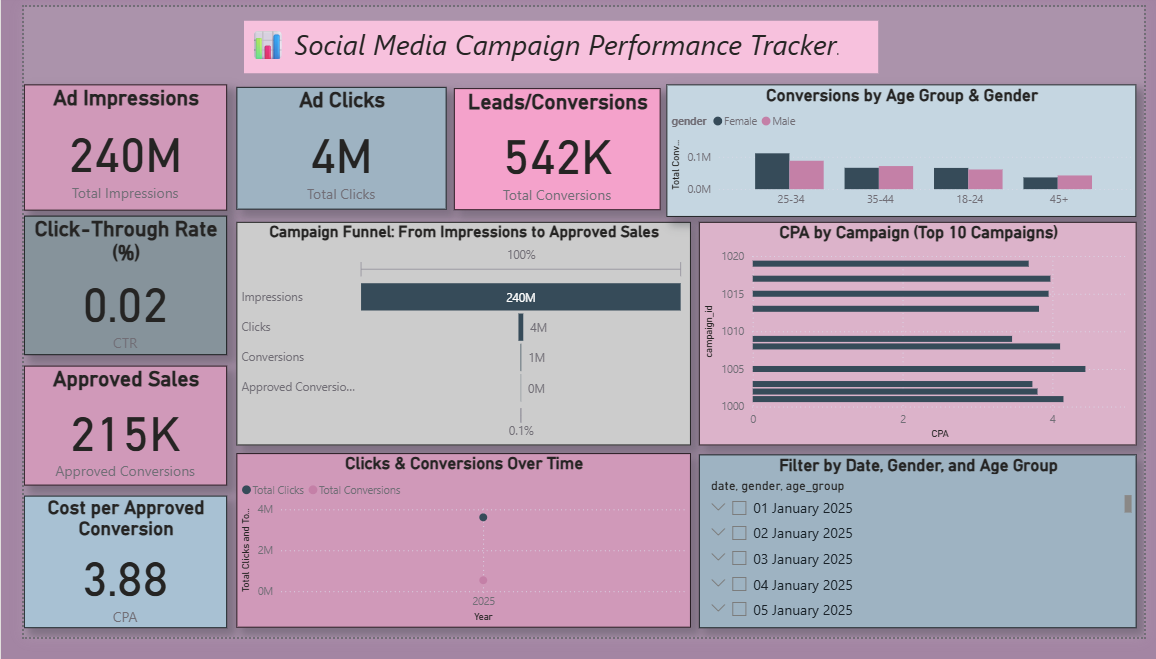 Social Media Campaign Performance Tracker.
Ad Impressions
240M
Total Impressions
Ad Clicks
4M
Total Clicks
Leads/Conversions
542K
Total Conversions
Conversions by Age Group & Gender
gender Female Male
Total Conv...
0.1M
0.0M
25-34 35-44 18-24 45+
Click-Through Rate
(%)
0.02
CTR
Campaign Funnel: From Impressions to Approved Sales
100%
Impressions 240M
Clicks 4M
Conversions 1M
Approved Conversio... 0M
0.1%
CPA by Campaign (Top 10 Campaigns)
campaign_id
1020
1015
1010
1005
1000
0 2 4
CPA
Approved Sales
215K
Approved Conversions
Cost per Approved
Conversion
3.88
CPA
Clicks & Conversions Over Time
Total Clicks Total Conversions
Total Clicks and To...
4M
2M
0M
2025
Year
Filter by Date, Gender, and Age Group
date, gender, age_group
01 January 2025
02 January 2025
03 January 2025
04 January 2025
05 January 2025